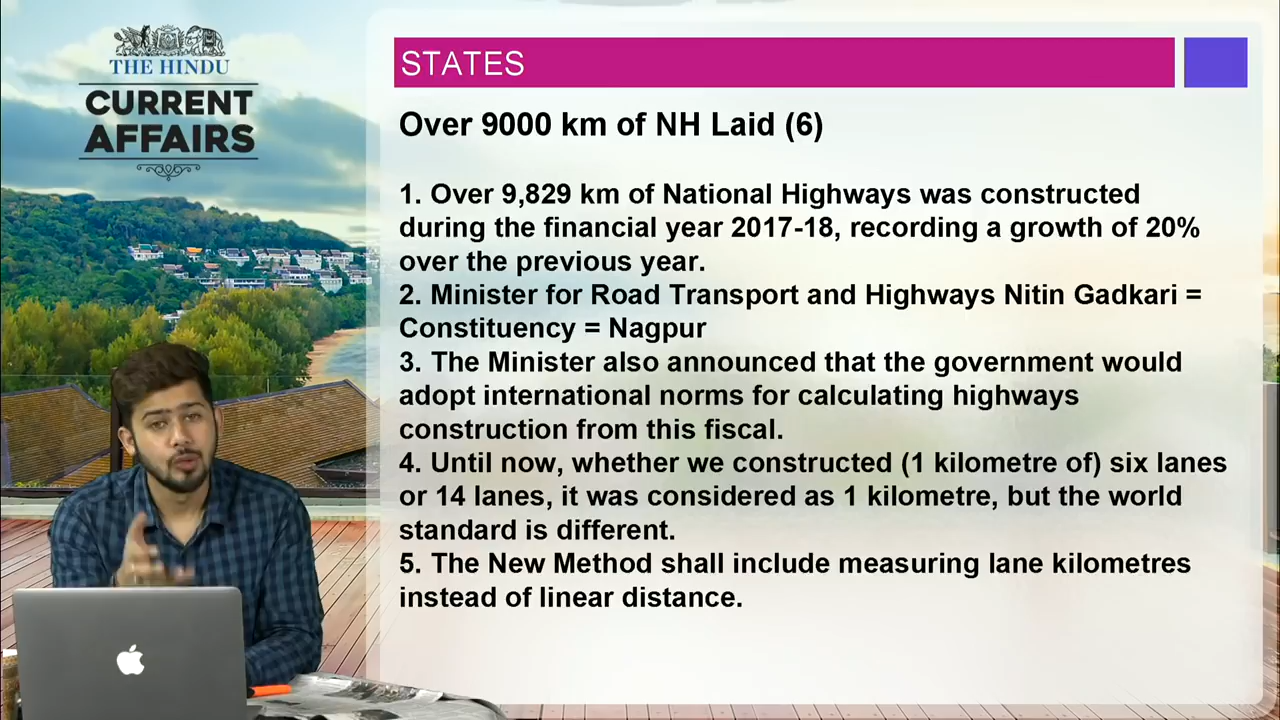 THE HINDU
CURRENT
AFFAIRS
STATES
Over 9000 km of NH Laid (6)
1. Over 9,829 km of National Highways was constructed
during the financial year 2017-18, recording a growth of 20%
over the previous year.
2. Minister for Road Transport and Highways Nitin Gadkari =
Constituency = Nagpur
3. The Minister also announced that the government would
adopt international norms for calculating highways
construction from this fiscal.
4. Until now, whether we constructed (1 kilometre of) six lanes
or 14 lanes, it was considered as 1 kilometre, but the world
standard is different.
5. The New Method shall include measuring lane kilometres
instead of linear distance.